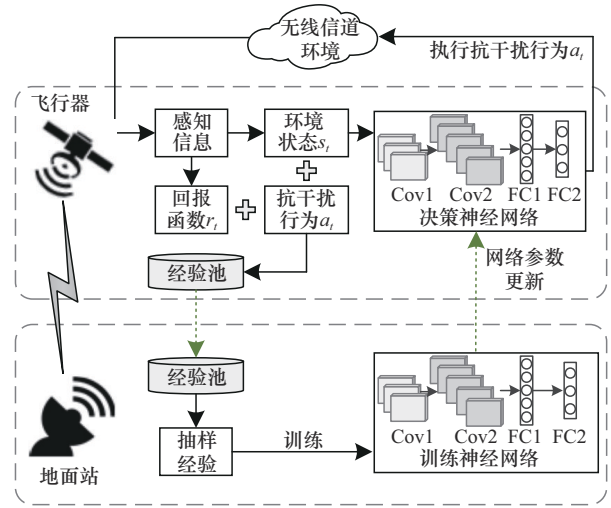 无线信道
环境
执行抗干扰行为a_t
飞行器
感知
信息
环境
状态s_t
回报
函数r_t
抗干扰
行为a_t
Cov1
Cov2
FC1
FC2
决策神经网络
经验池
网络参数
更新
经验池
抽样
经验
训练
Cov1
Cov2
FC1
FC2
训练神经网络
地面站